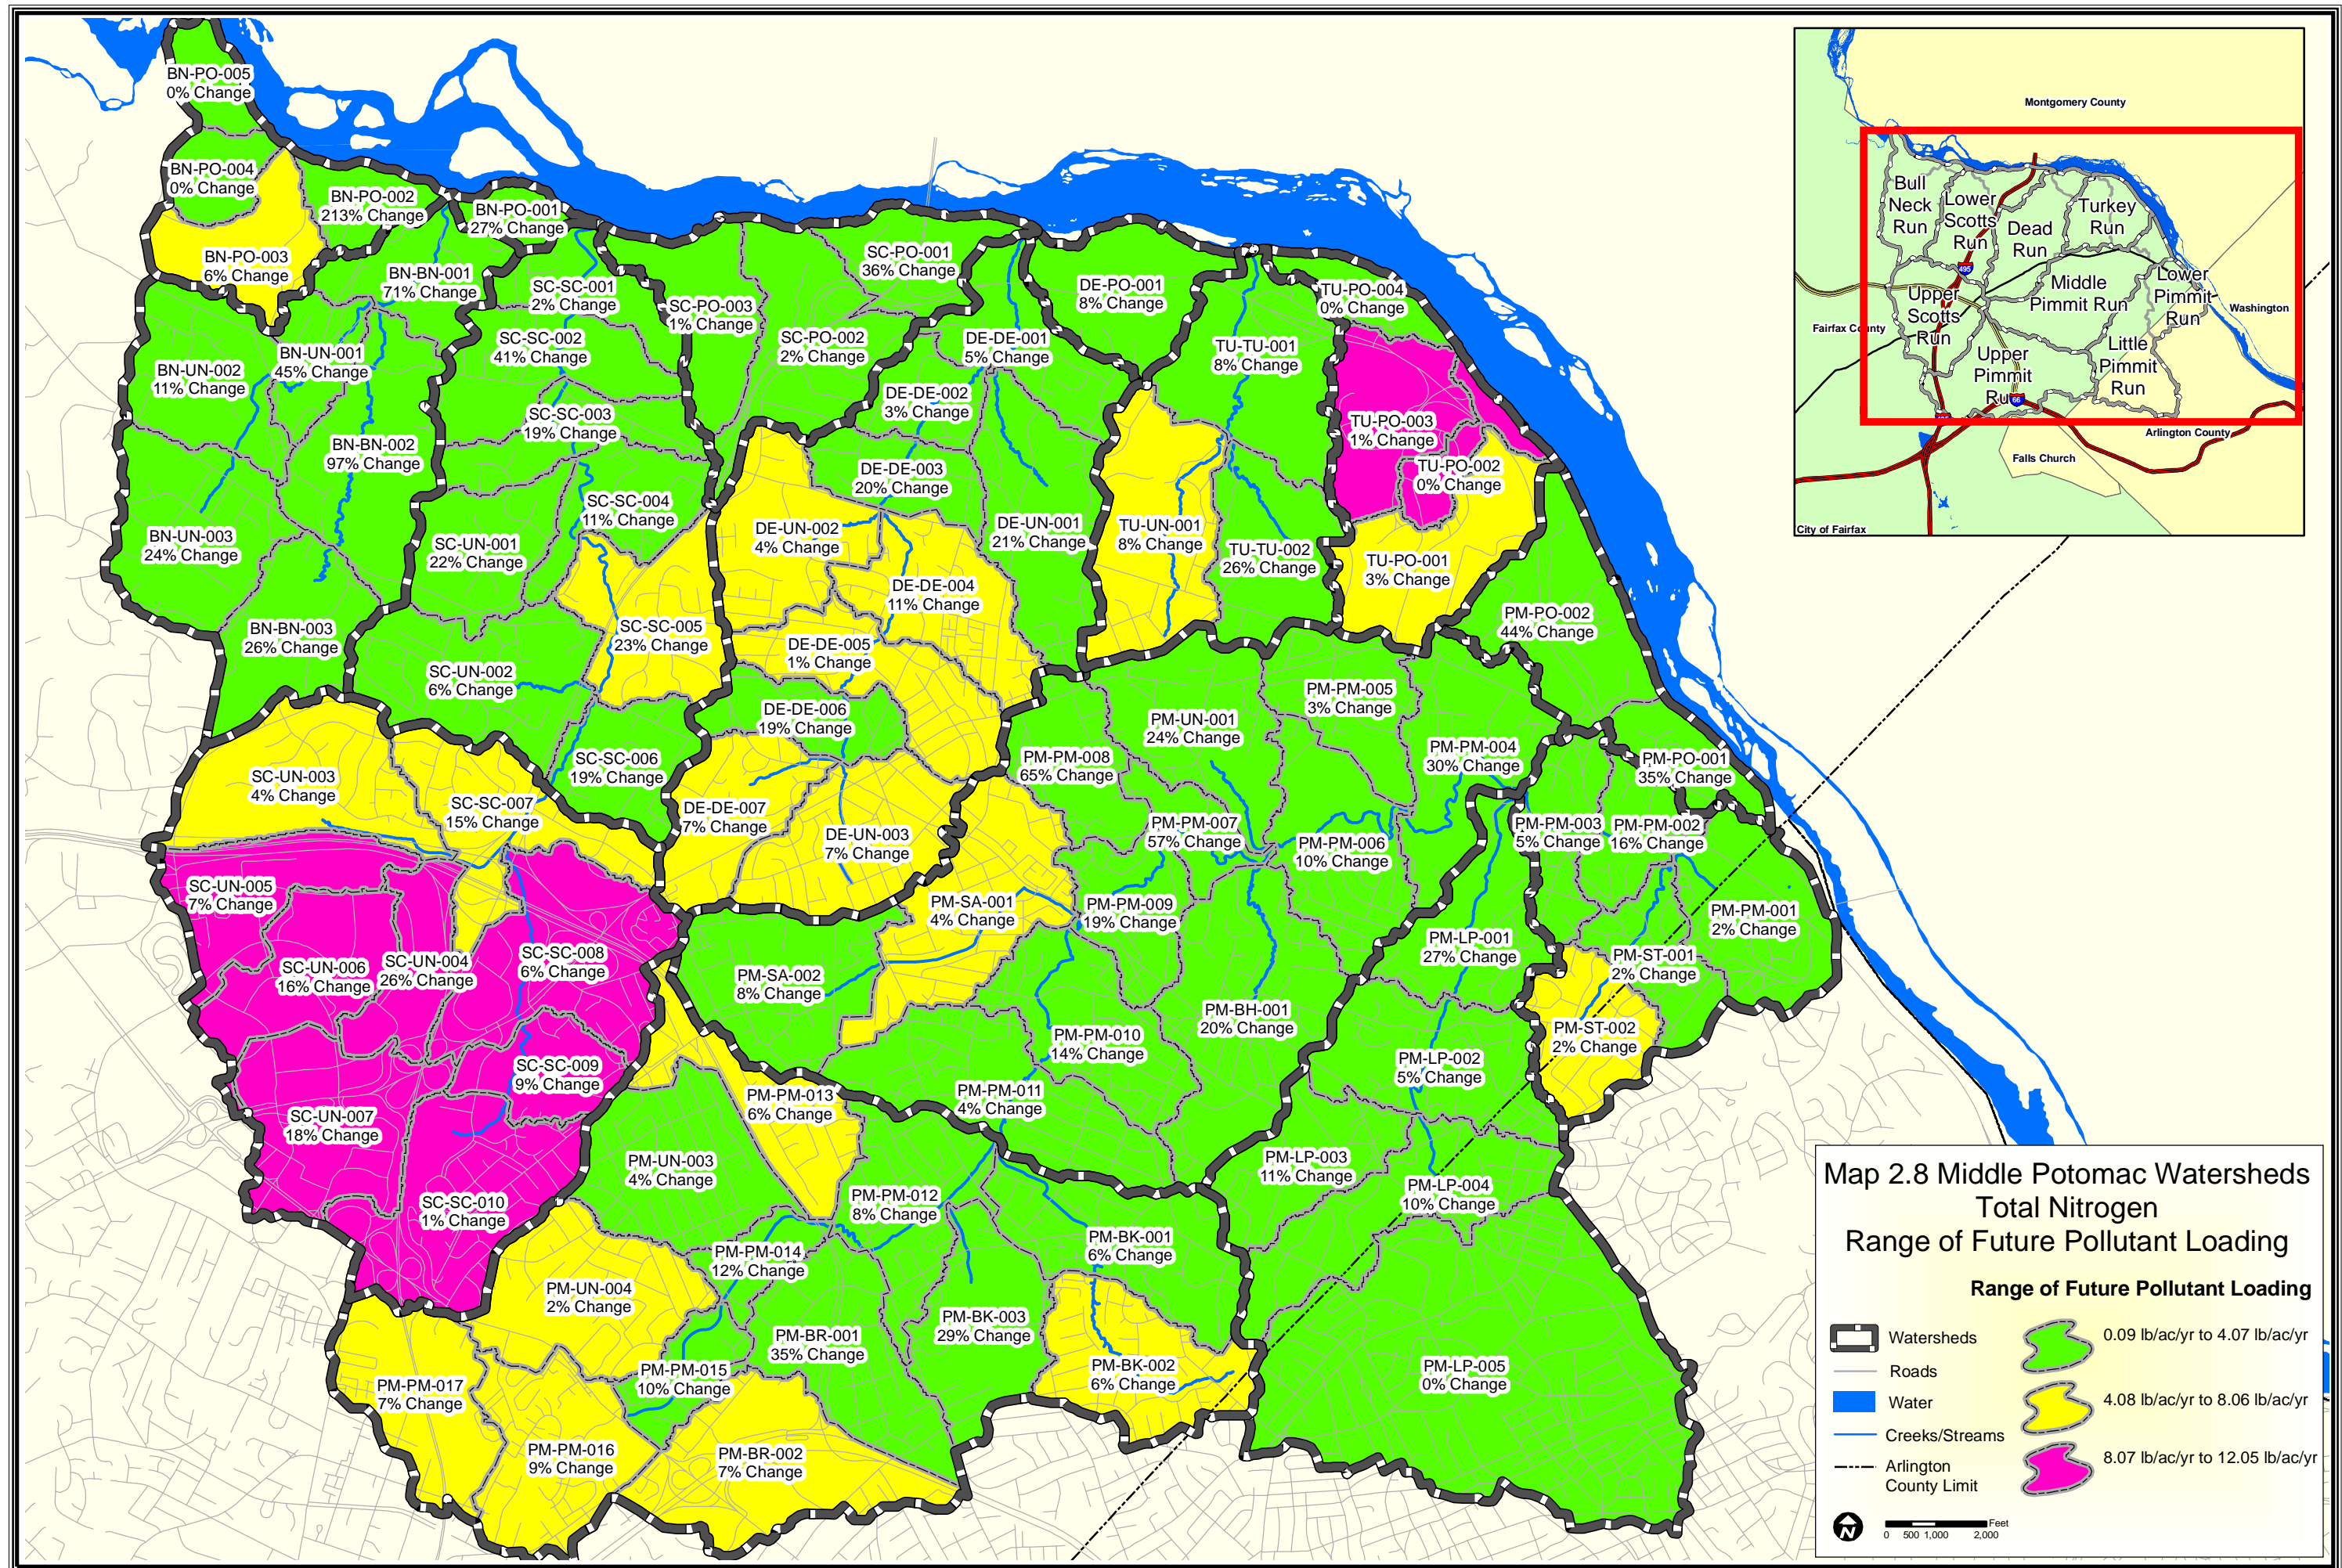 BN-PO-005
0% Change
BN-PO-004
0% Change
BN-PO-002
213% Change
BN-PO-001
27% Change
BN-PO-003
6% Change
BN-BN-001
71% Change
SC-SC-001
2% Change
SC-PO-003
1% Change
SC-PO-001
36% Change
SC-PO-002
2% Change
DE-PO-001
8% Change
TU-PO-004
0% Change
BN-UN-002
11% Change
BN-UN-001
45% Change
SC-SC-002
41% Change
DE-DE-001
5% Change
TU-TU-001
8% Change
DE-DE-002
3% Change
SC-SC-003
19% Change
BN-BN-002
97% Change
TU-PO-003
1% Change
TU-PO-002
0% Change
DE-DE-003
20% Change
SC-SC-004
11% Change
BN-UN-003
24% Change
SC-UN-001
22% Change
DE-UN-002
4% Change
DE-UN-001
21% Change
TU-UN-001
8% Change
TU-TU-002
26% Change
TU-PO-001
3% Change
DE-DE-004
11% Change
PM-PO-002
44% Change
BN-BN-003
26% Change
SC-SC-005
23% Change
DE-DE-005
1% Change
SC-UN-002
6% Change
DE-DE-006
19% Change
PM-UN-001
24% Change
PM-PM-005
3% Change
PM-PM-004
30% Change
PM-PO-001
35% Change
SC-UN-003
4% Change
SC-SC-006
19% Change
PM-PM-008
65% Change
SC-SC-007
15% Change
DE-DE-007
7% Change
DE-UN-003
7% Change
PM-PM-007
57% Change
PM-PM-006
10% Change
PM-PM-003
5% Change
PM-PM-002
16% Change
SC-UN-005
7% Change
PM-SA-001
4% Change
PM-PM-009
19% Change
PM-PM-001
2% Change
SC-UN-006
16% Change
SC-UN-004
26% Change
SC-SC-008
6% Change
PM-SA-002
8% Change
PM-LP-001
27% Change
PM-ST-001
2% Change
PM-BH-001
20% Change
PM-PM-010
14% Change
PM-ST-002
2% Change
SC-SC-009
9% Change
PM-LP-002
5% Change
SC-UN-007
18% Change
PM-PM-013
6% Change
PM-PM-011
4% Change
PM-UN-003
4% Change
PM-LP-003
11% Change
SC-SC-010
1% Change
PM-PM-012
8% Change
PM-LP-004
10% Change
PM-PM-014
12% Change
PM-BK-001
6% Change
PM-UN-004
2% Change
PM-BR-001
35% Change
PM-BK-003
29% Change
PM-PM-017
7% Change
PM-PM-015
10% Change
PM-BK-002
6% Change
PM-LP-005
0% Change
PM-PM-016
9% Change
PM-BR-002
7% Change
Montgomery County
Bull
Neck
Run
Lower
Scotts
Run
Dead
Run
Turkey
Run
495
Middle
Pimmit Run
Lower
Pimmit
Run
Upper
Scotts
Run
Washington
Fairfax County
Upper
Pimmit
Run
66
Little
Pimmit
Run
Arlington County
Falls Church
City of Fairfax
Map 2.8 Middle Potomac Watersheds
Total Nitrogen
Range of Future Pollutant Loading
Range of Future Pollutant Loading
Watersheds
Roads
Water
Creeks/Streams
Arlington
County Limit
0.09 lb/ac/yr to 4.07 lb/ac/yr
4.08 lb/ac/yr to 8.06 lb/ac/yr
8.07 lb/ac/yr to 12.05 lb/ac/yr
N
Feet
0 500 1,000 2,000